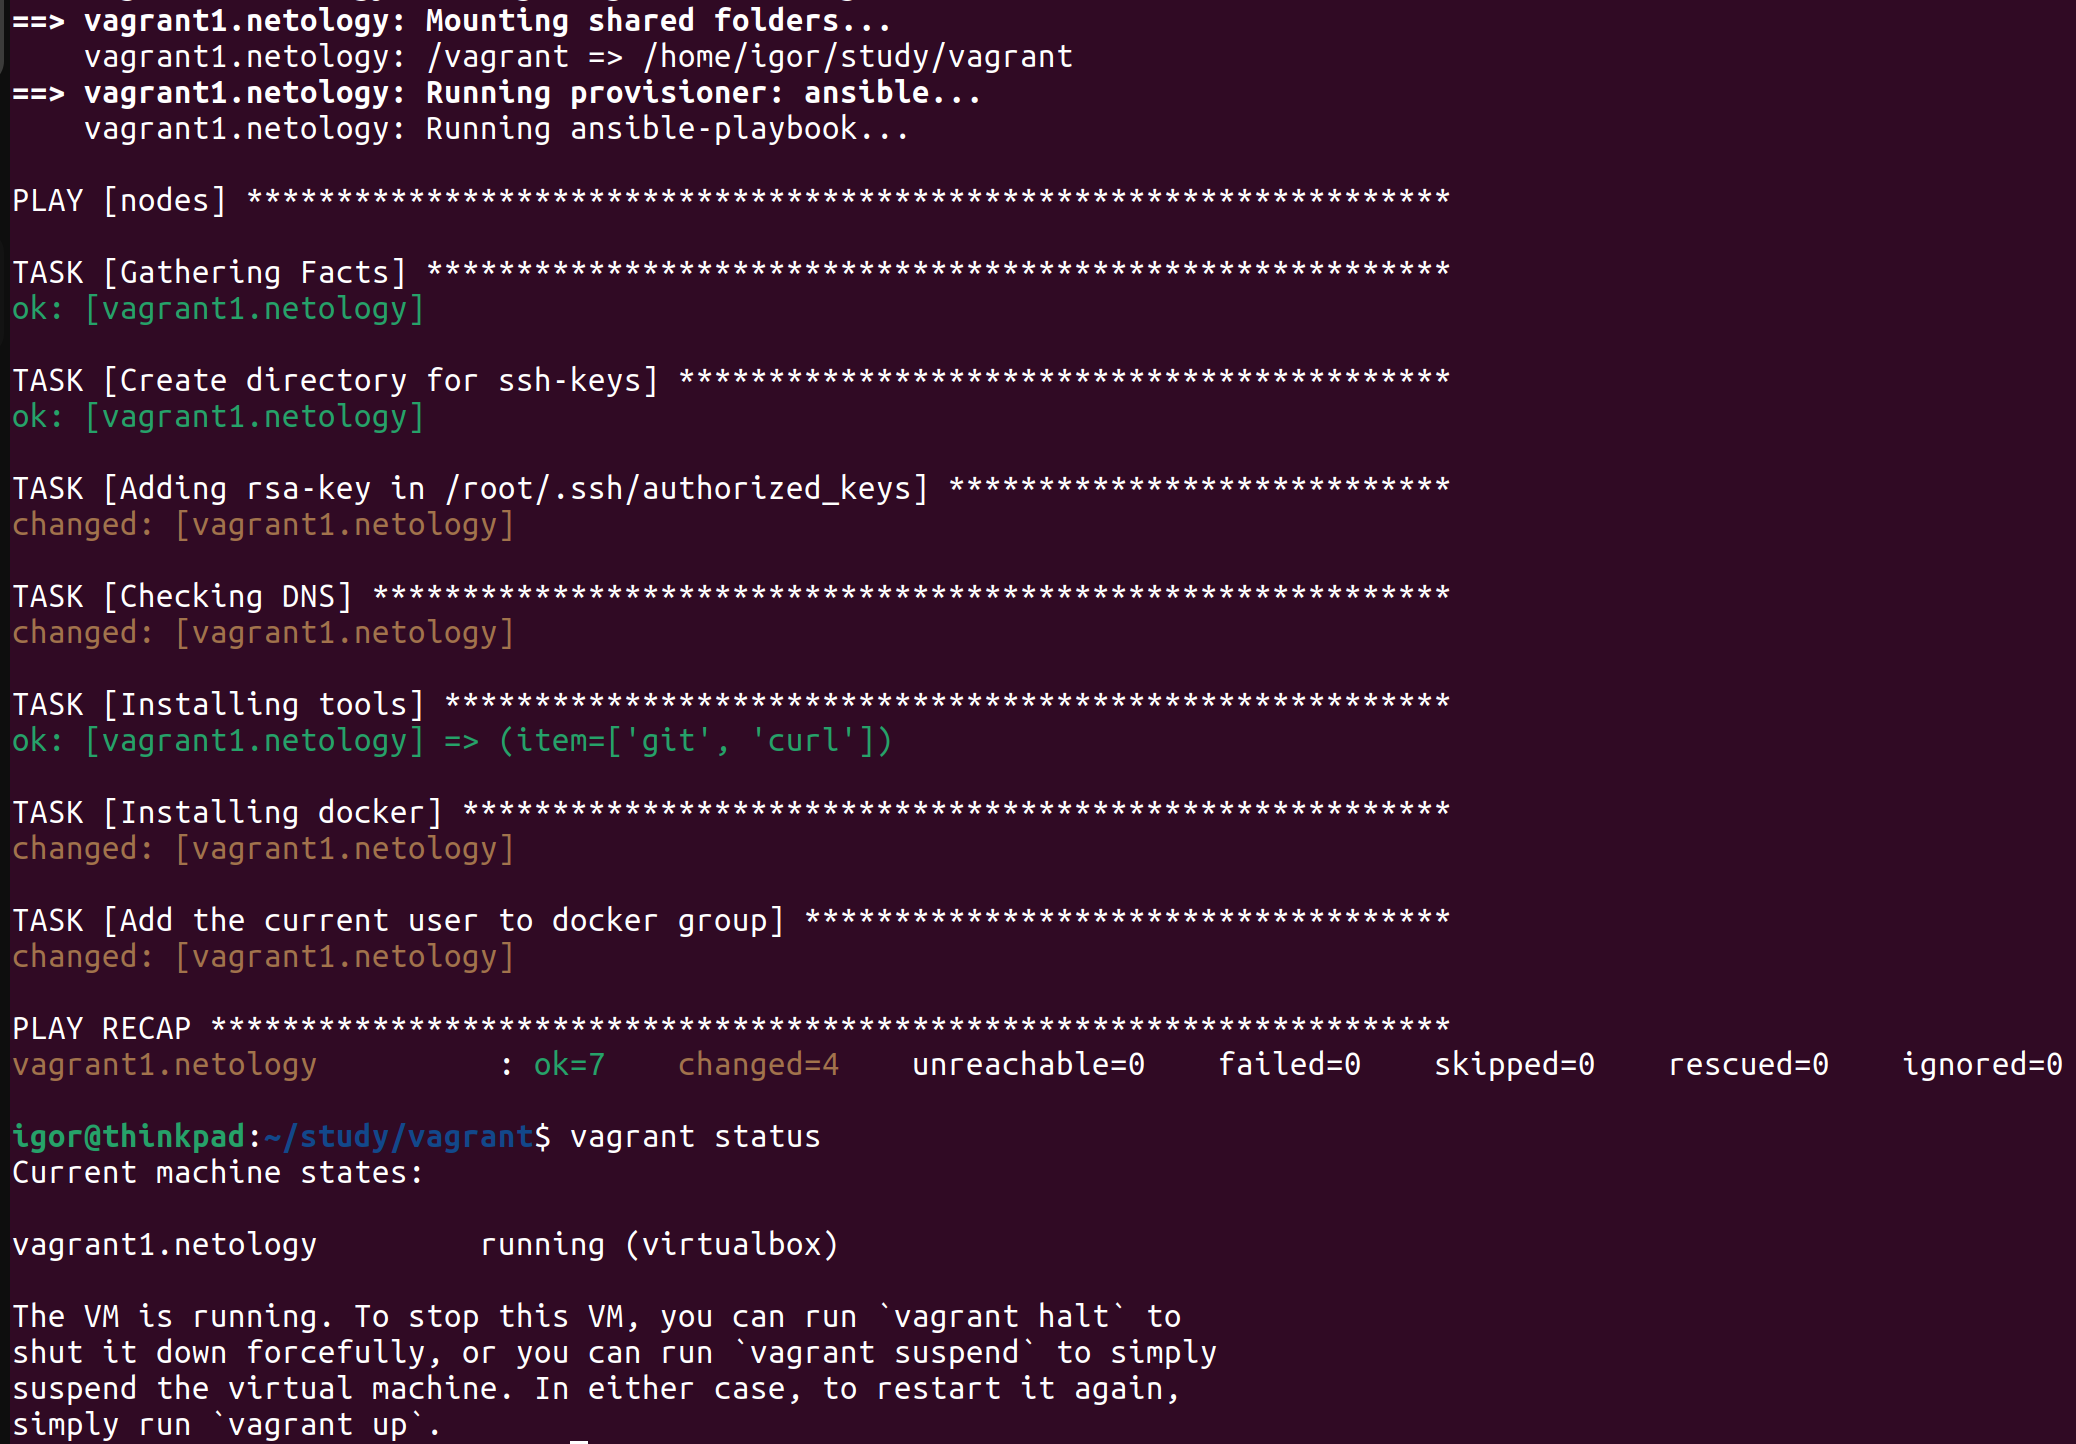 ==> vagrant1.netology: Mounting shared folders...
    vagrant1.netology: /vagrant => /home/igor/study/vagrant
==> vagrant1.netology: Running provisioner: ansible...
    vagrant1.netology: Running ansible-playbook...
PLAY [nodes] *******************************************************************
TASK [Gathering Facts] *********************************************************
ok: [vagrant1.netology]
TASK [Create directory for ssh-keys] *******************************************
ok: [vagrant1.netology]
TASK [Adding rsa-key in /root/.ssh/authorized_keys] ****************************
changed: [vagrant1.netology]
TASK [Checking DNS] ************************************************************
changed: [vagrant1.netology]
TASK [Installing tools] ********************************************************
ok: [vagrant1.netology] => (item=['git', 'curl'])
TASK [Installing docker] *******************************************************
changed: [vagrant1.netology]
TASK [Add the current user to docker group] ************************************
changed: [vagrant1.netology]
PLAY RECAP *********************************************************************
vagrant1.netology          : ok=7    changed=4    unreachable=0    failed=0    skipped=0    rescued=0    ignored=0
igor@thinkpad:~/study/vagrant$ vagrant status
Current machine states:
vagrant1.netology         running (virtualbox)
The VM is running. To stop this VM, you can run `vagrant halt` to
shut it down forcefully, or you can run `vagrant suspend` to simply
suspend the virtual machine. In either case, to restart it again,
simply run `vagrant up`.